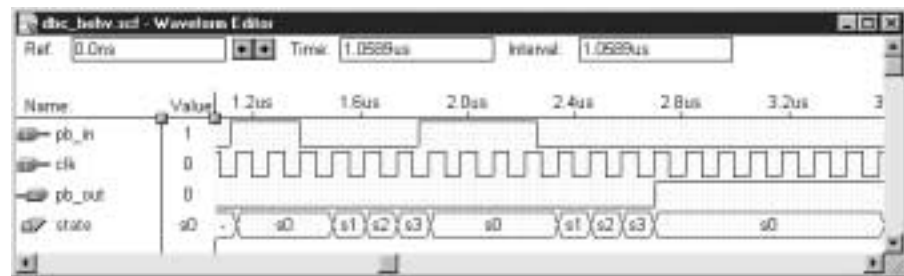 dbc_behv.scf - Waveform Editor
Ref: 0.0ns Time: 1.0589us Interval: 1.0589us
Name: Value: 1.2us 1.6us 2.0us 2.4us 2.8us 3.2us 3
pb_in 1
clk 0
pb_out 0
state s0 - s0 s1 s2 s3 s0 s1 s2 s3 s0